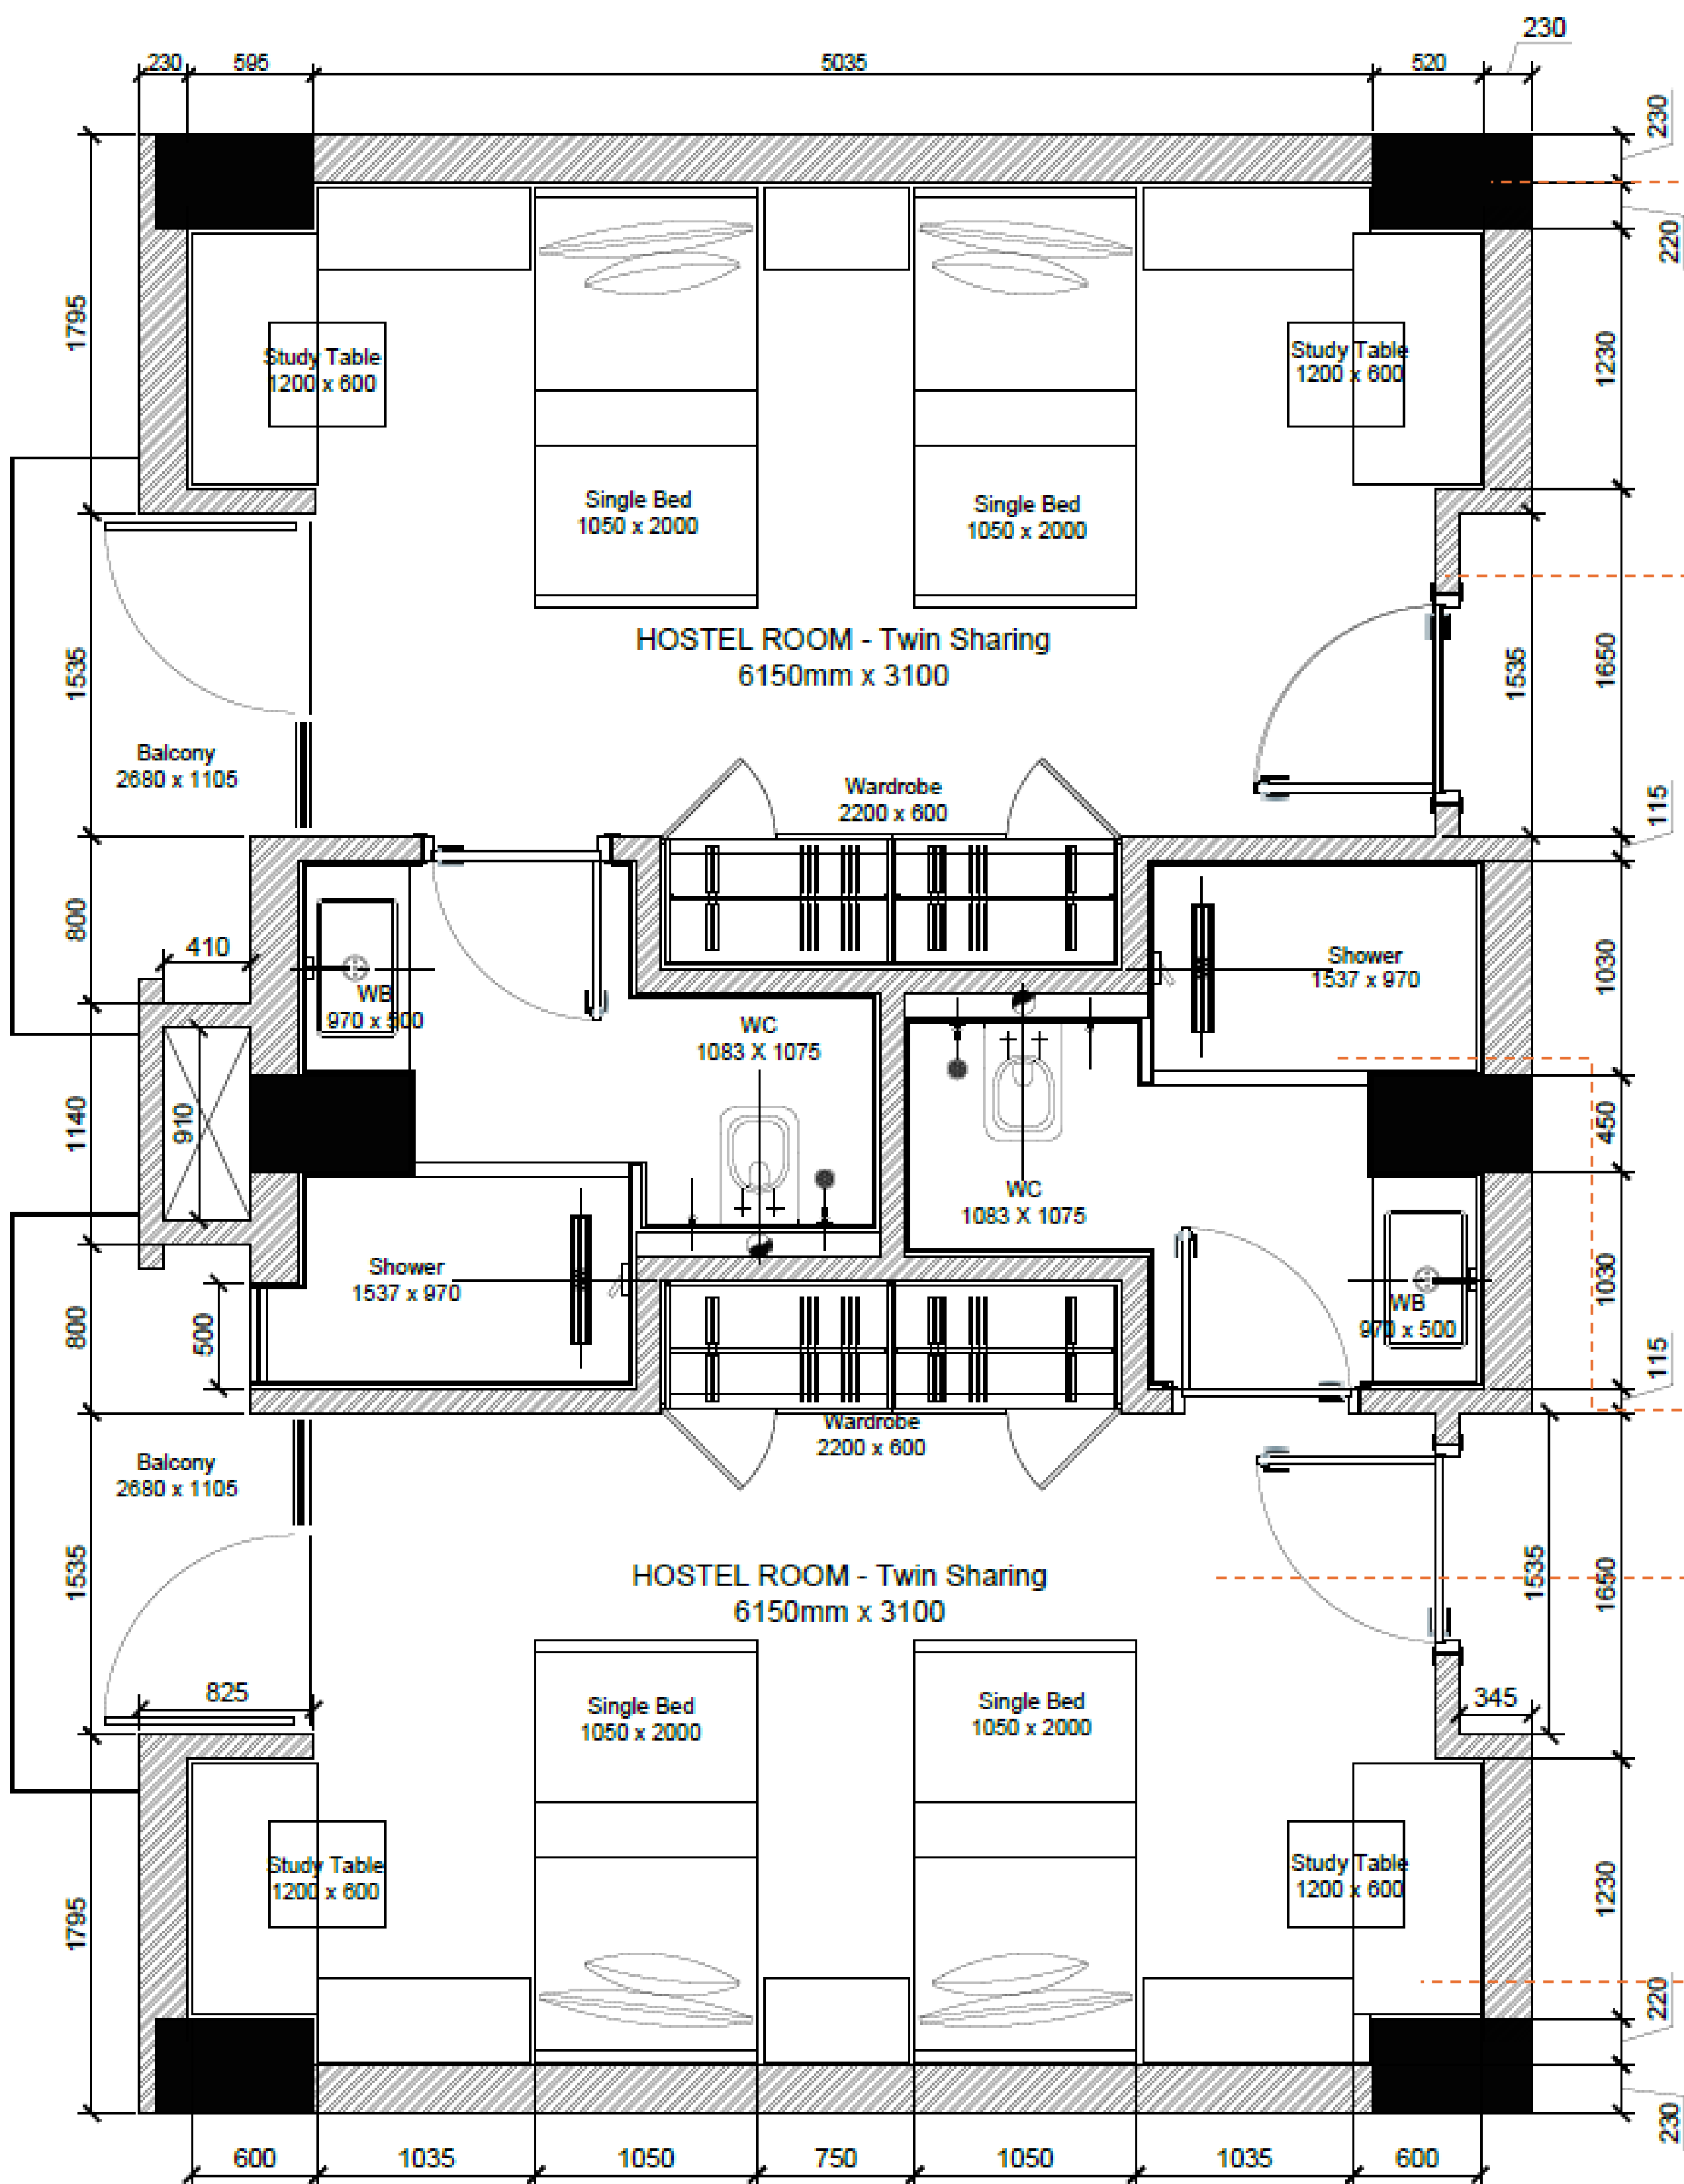 230
230
595
5035
520
230
220
1795
1230
Study Table
1200 x 600
Study Table
1200 x 600
Single Bed
1050 x 2000
Single Bed
1050 x 2000
HOSTEL ROOM - Twin Sharing
6150mm x 3100
1535
1535
1650
Balcony
2680 x 1105
Wardrobe
2200 x 600
115
800
410
WB
970 x 500
WC
1083 X 1075
Shower
1537 x 970
1030
1140
910
450
WC
1083 X 1075
Shower
1537 x 970
800
500
WB
970 x 500
1030
115
Wardrobe
2200 x 600
Balcony
2680 x 1105
1535
HOSTEL ROOM - Twin Sharing
6150mm x 3100
1535
1650
825
Single Bed
1050 x 2000
Single Bed
1050 x 2000
345
Study Table
1200 x 600
Study Table
1200 x 600
1795
1230
220
230
600
1035
1050
750
1050
1035
600